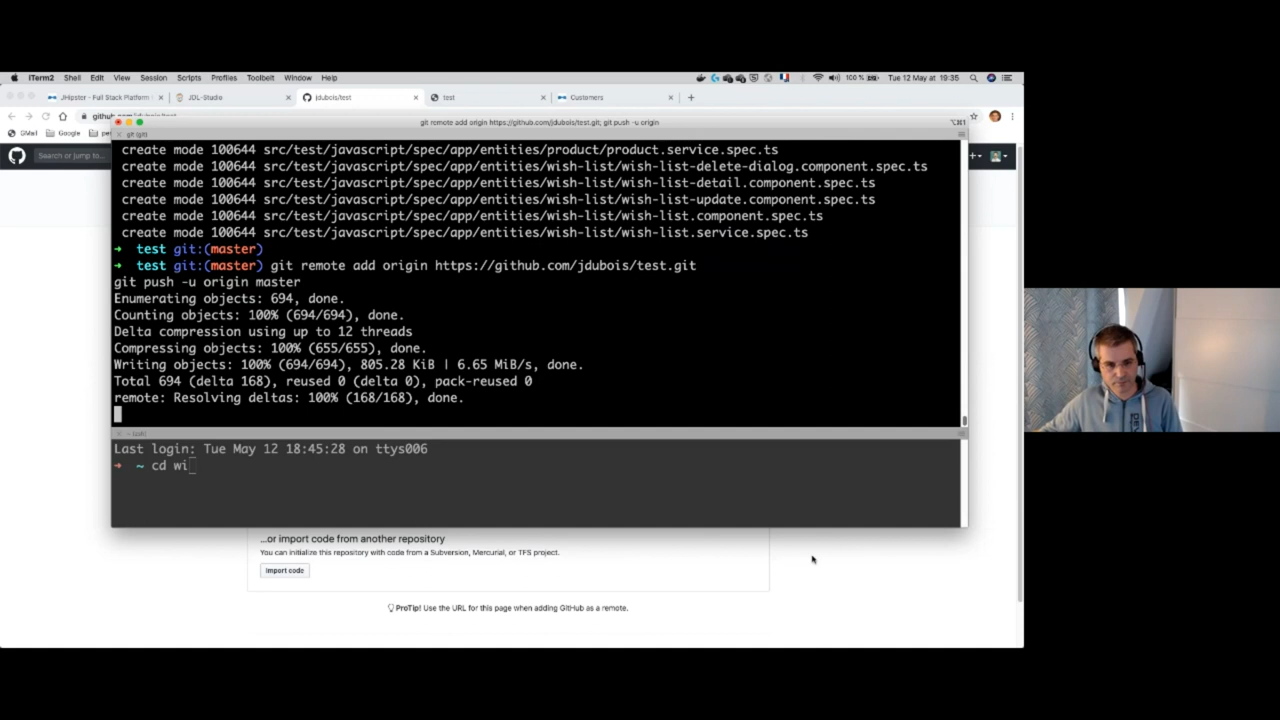 iTerm2 Shell Edit View Session Scripts Profiles Toolbelt Window Help 100 % Tue 12 May at 19:35
JHipster - Full Stack Platform JDL-Studio jdubois/test test Customers
github.com/jdubois/test
git remote add origin https://github.com/jdubois/test.git; git push -u origin
GMail Google
git (git)
Search or jump to...
create mode 100644 src/test/javascript/spec/app/entities/product/product.service.spec.ts
create mode 100644 src/test/javascript/spec/app/entities/wish-list/wish-list-delete-dialog.component.spec.ts
create mode 100644 src/test/javascript/spec/app/entities/wish-list/wish-list-detail.component.spec.ts
create mode 100644 src/test/javascript/spec/app/entities/wish-list/wish-list-update.component.spec.ts
create mode 100644 src/test/javascript/spec/app/entities/wish-list/wish-list.component.spec.ts
create mode 100644 src/test/javascript/spec/app/entities/wish-list/wish-list.service.spec.ts
➜ test git:(master)
➜ test git:(master) git remote add origin https://github.com/jdubois/test.git
git push -u origin master
Enumerating objects: 694, done.
Counting objects: 100% (694/694), done.
Delta compression using up to 12 threads
Compressing objects: 100% (655/655), done.
Writing objects: 100% (694/694), 805.28 KiB | 6.65 MiB/s, done.
Total 694 (delta 168), reused 0 (delta 0), pack-reused 0
remote: Resolving deltas: 100% (168/168), done.
Last login: Tue May 12 18:45:28 on ttys006
➜ ~ cd wi
...or import code from another repository
You can initialize this repository with code from a Subversion, Mercurial, or TFS project.
Import code
ProTip! Use the URL for this page when adding GitHub as a remote.